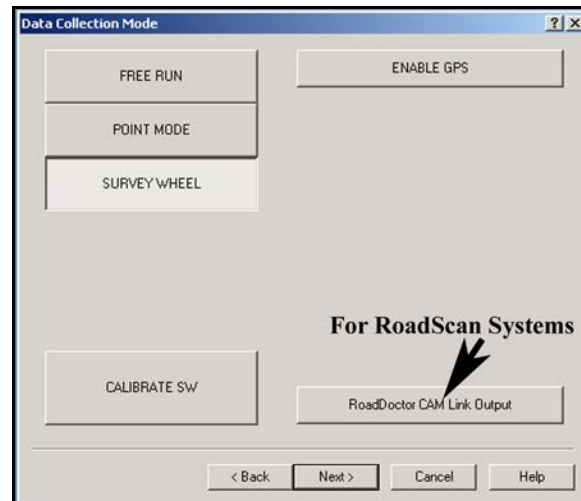 Data Collection Mode
FREE RUN
ENABLE GPS
POINT MODE
SURVEY WHEEL
For RoadScan Systems
CALIBRATE SW
RoadDoctor CAM Link Output
< Back
Next >
Cancel
Help